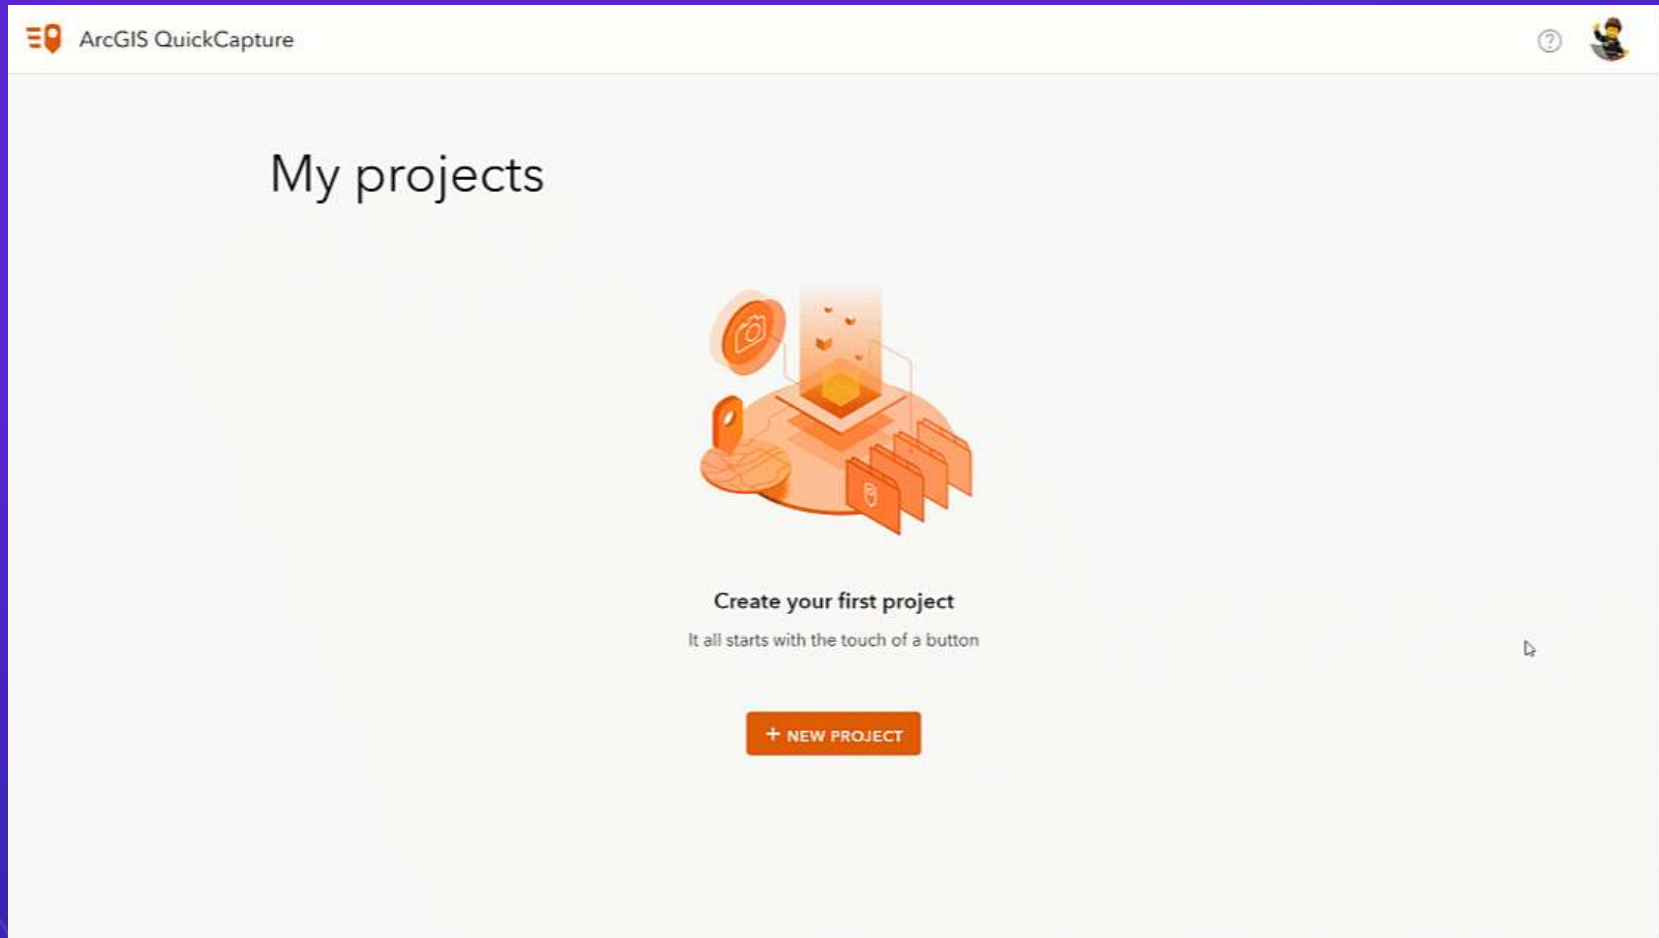 ArcGIS QuickCapture
My projects
Create your first project
It all starts with the touch of a button
+ NEW PROJECT